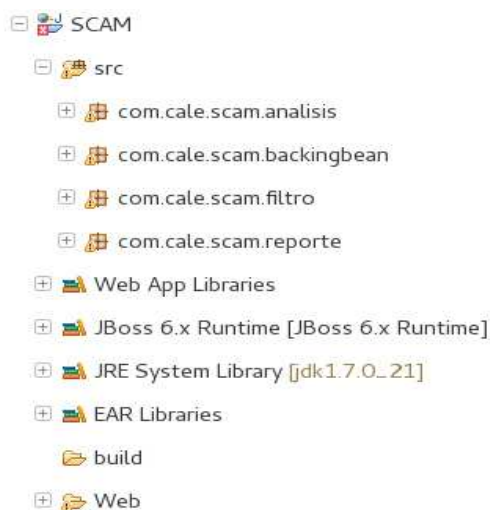 SCAM
src
com.cale.scam.analisis
com.cale.scam.backingbean
com.cale.scam.filtro
com.cale.scam.reporte
Web App Libraries
JBoss 6.x Runtime [JBoss 6.x Runtime]
JRE System Library [jdk1.7.0_21]
EAR Libraries
build
Web